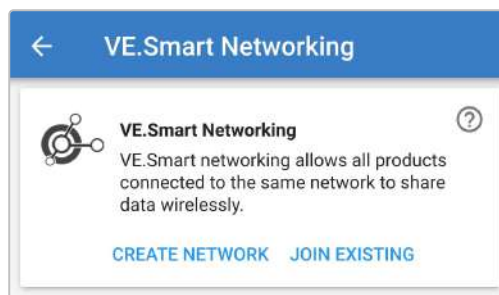 VE.Smart Networking
VE.Smart Networking
VE.Smart networking allows all products
connected to the same network to share
data wirelessly.
CREATE NETWORK JOIN EXISTING